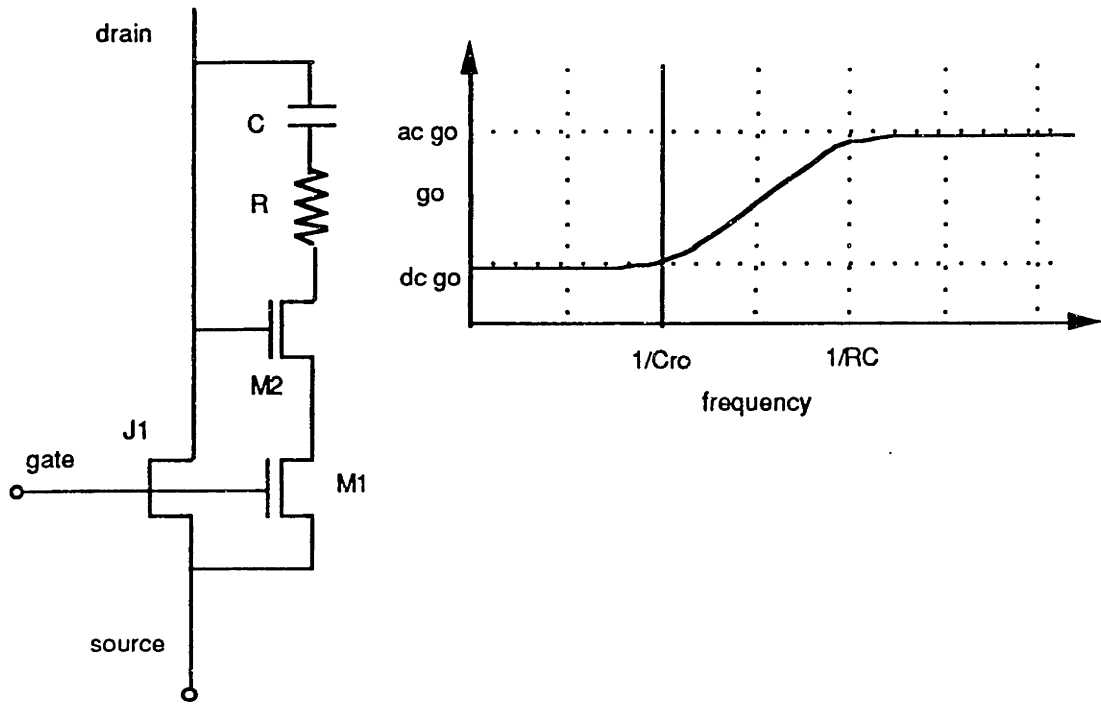 drain
C
R
M2
J1
gate
M1
source
ac go
go
dc go
1/Cro
1/RC
frequency